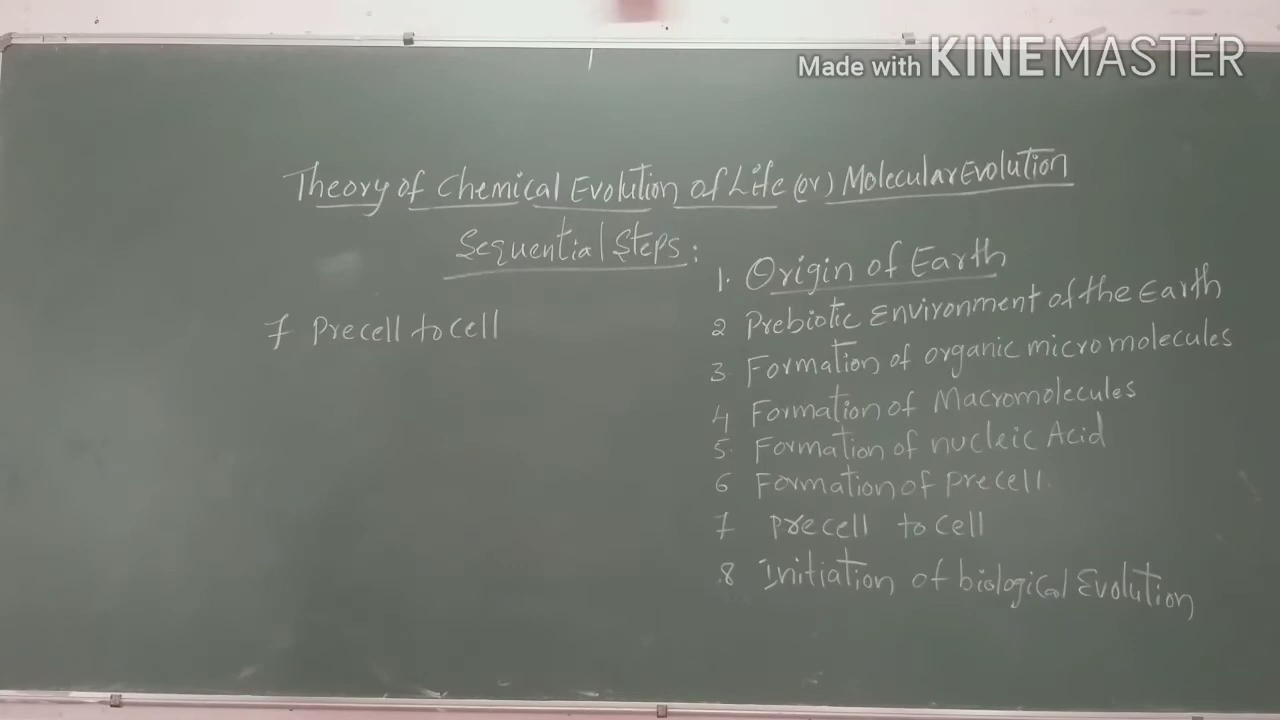 Made with KINEMASTER
Theory of Chemical Evolution of Life (or) Molecular Evolution
Sequential Steps:
1. Origin of Earth
2 Prebiotic Environment of the Earth
3. Formation of organic micromolecules
4 Formation of Macromolecules
5. Formation of nucleic Acid
6 Formation of Precell.
7 Precell to cell
8 Initiation of biological Evolution
7 Precell to cell